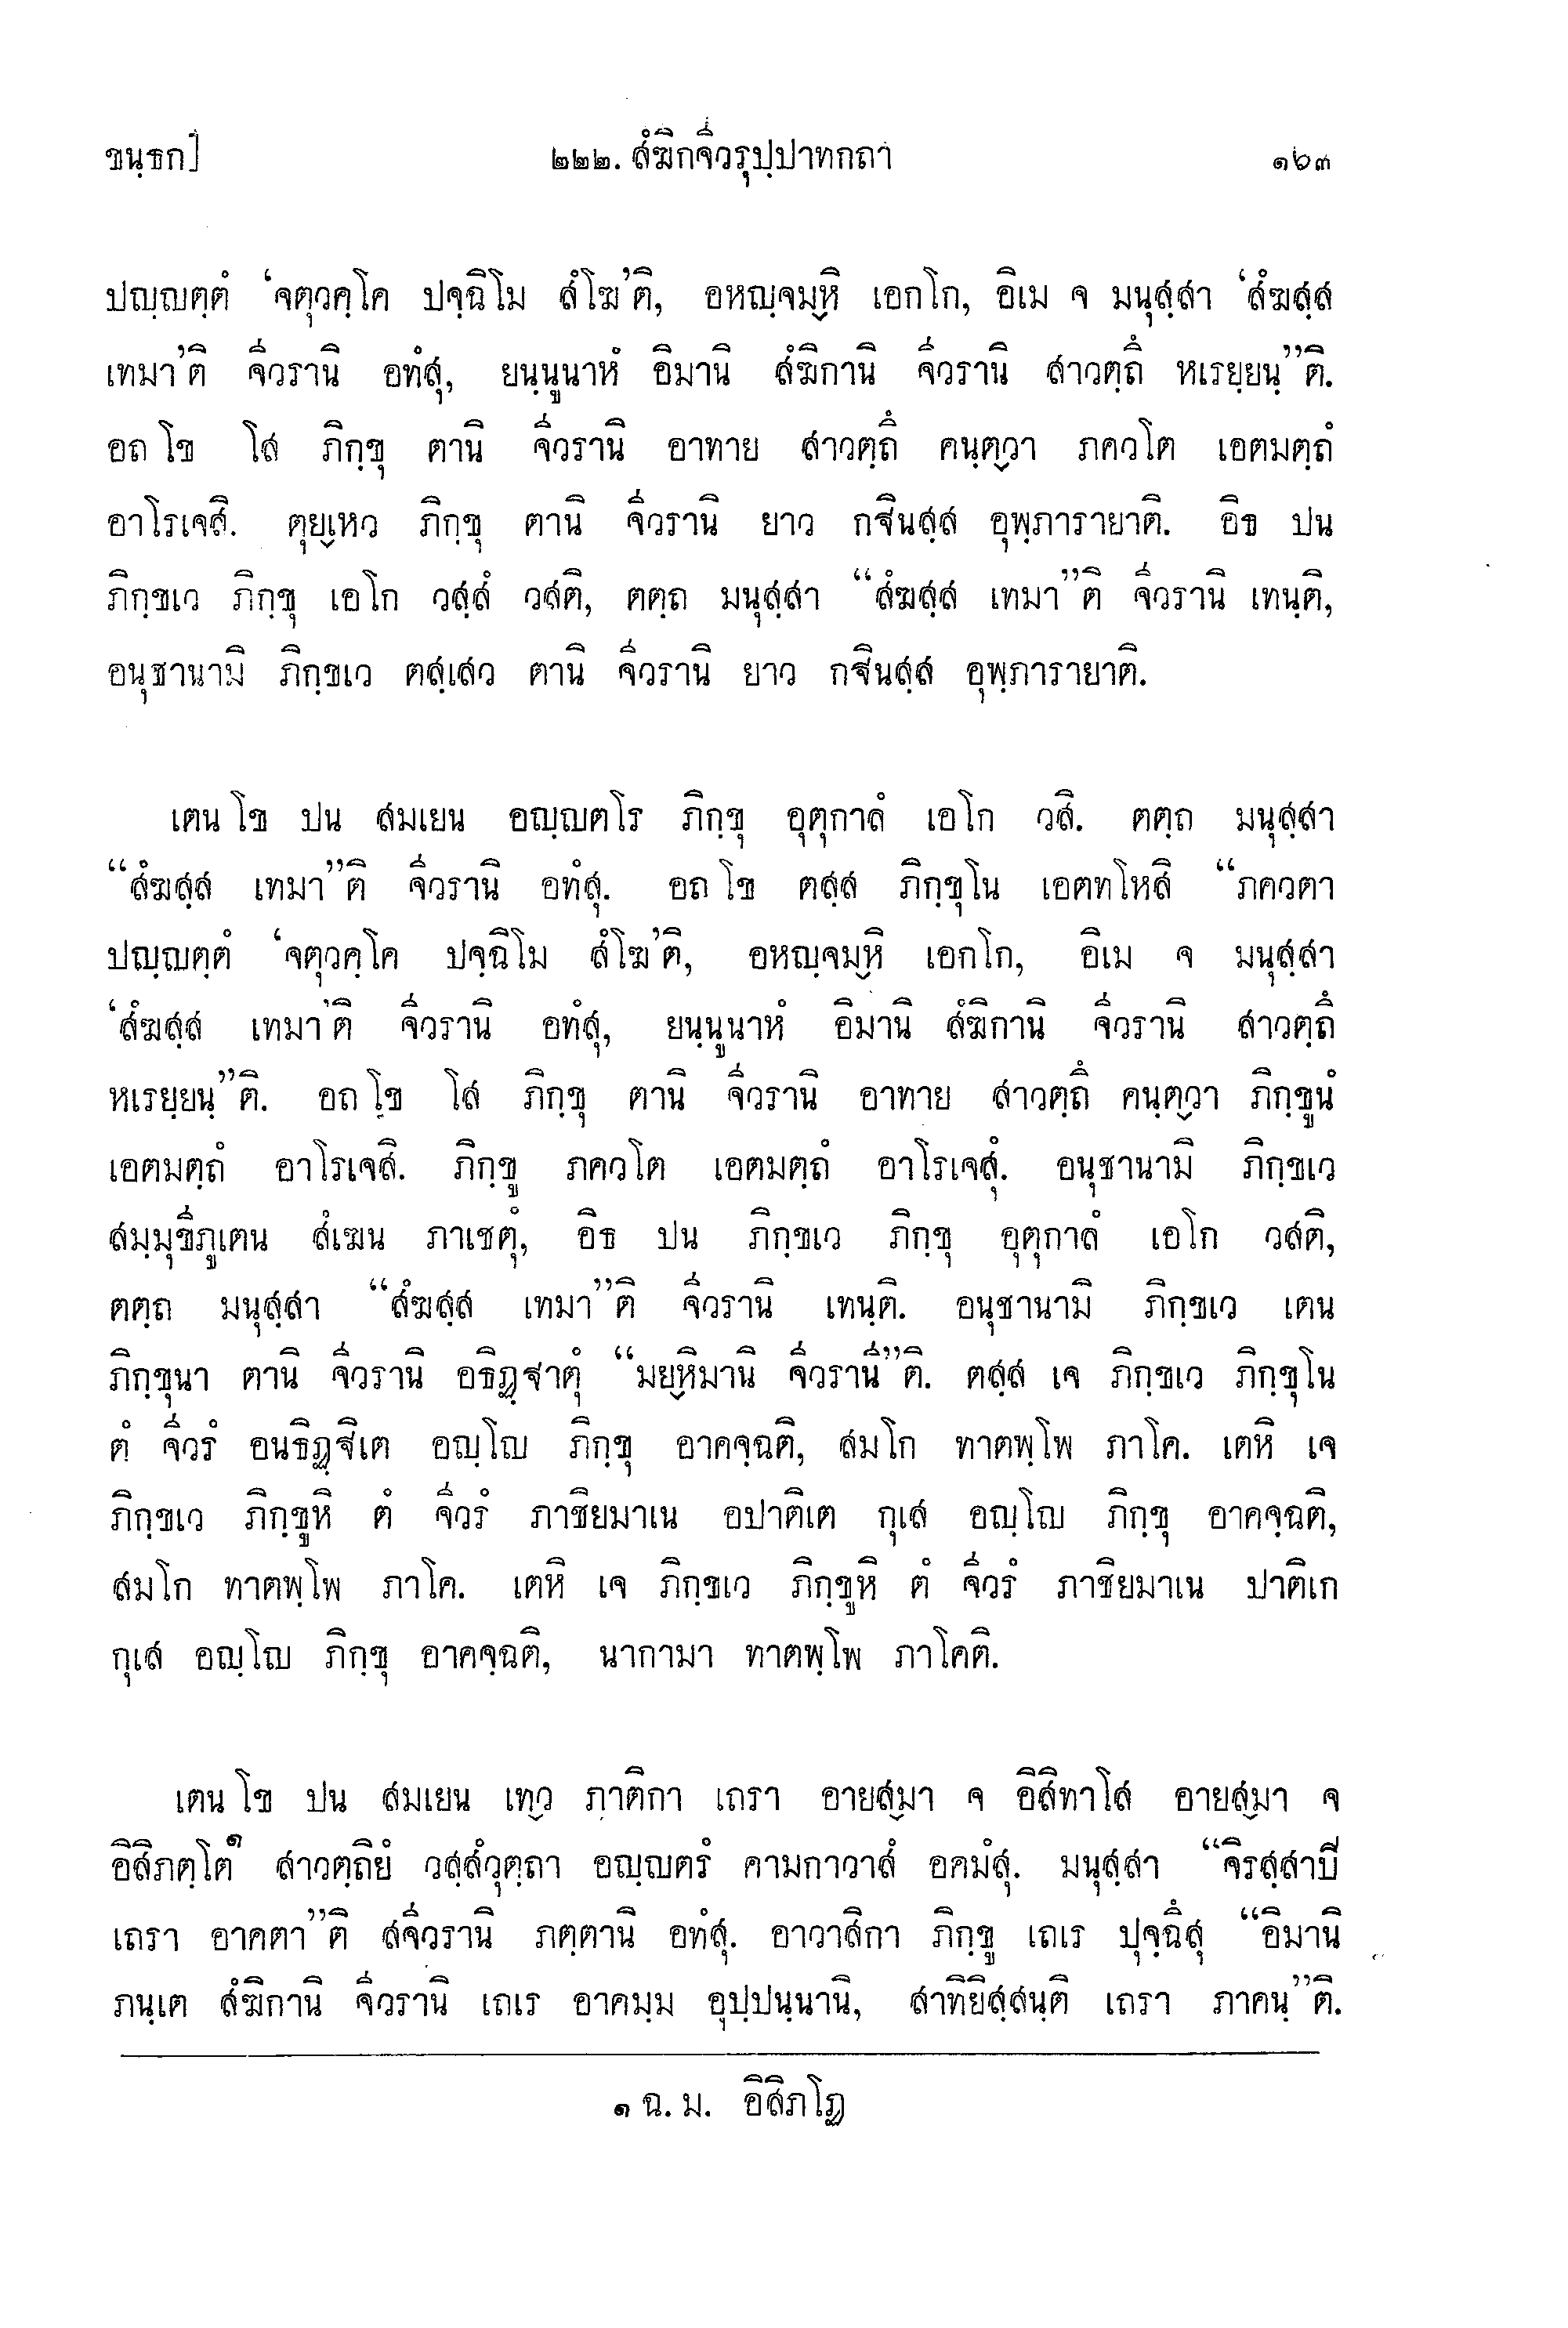 ขนฺธก]
๒๒๒. สํฆิกจีวรุปฺปาทกถา
๑๖๓
ปญฺญตฺตํ ‘จตุวคฺโค ปจฺฉิโม สํโฆ’ติ, อหญฺจมฺหิ เอกโก, อิเม จ มนุสฺสา ‘สํฆสฺส
เทมา’ติ จีวรานิ อทํสุ, ยนฺนูนาหํ อิมานิ สํฆิกานิ จีวรานิ สาวตฺถึ หเรยฺยนฺ”ติ.
อถ โข โส ภิกฺขุ ตานิ จีวรานิ อาทาย สาวตฺถึ คนฺตฺวา ภควโต เอตมตฺถํ
อาโรเจสิ. ตุยฺเหว ภิกฺขุ ตานิ จีวรานิ ยาว กฐินสฺส อุพฺภารายาติ. อิธ ปน
ภิกฺขเว ภิกฺขุ เอโก วสฺสํ วสติ, ตตฺถ มนุสฺสา “สํฆสฺส เทมา”ติ จีวรานิ เทนฺติ,
อนุชานามิ ภิกฺขเว ตสฺเสว ตานิ จีวรานิ ยาว กฐินสฺส อุพฺภารายาติ.
เตน โข ปน สมเยน อญฺญตโร ภิกฺขุ อุตุกาลํ เอโก วสิ. ตตฺถ มนุสฺสา
“สํฆสฺส เทมา”ติ จีวรานิ อทํสุ. อถ โข ตสฺส ภิกฺขุโน เอตทโหสิ “ภควตา
ปญฺญตฺตํ ‘จตุวคฺโค ปจฺฉิโม สํโฆ’ติ, อหญฺจมฺหิ เอกโก, อิเม จ มนุสฺสา
‘สํฆสฺส เทมา’ติ จีวรานิ อทํสุ, ยนฺนูนาหํ อิมานิ สํฆิกานิ จีวรานิ สาวตฺถึ
หเรยฺยนฺ”ติ. อถ โข โส ภิกฺขุ ตานิ จีวรานิ อาทาย สาวตฺถึ คนฺตฺวา ภิกฺขูนํ
เอตมตฺถํ อาโรเจสิ. ภิกฺขู ภควโต เอตมตฺถํ อาโรเจสุํ. อนุชานามิ ภิกฺขเว
สมฺมุขีภูเตน สํเฆน ภาเชตุํ, อิธ ปน ภิกฺขเว ภิกฺขุ อุตุกาลํ เอโก วสติ,
ตตฺถ มนุสฺสา “สํฆสฺส เทมา”ติ จีวรานิ เทนฺติ. อนุชานามิ ภิกฺขเว เตน
ภิกฺขุนา ตานิ จีวรานิ อธิฏฺฐาตุํ “มยฺหิมานิ จีวรานี”ติ. ตสฺส เจ ภิกฺขเว ภิกฺขุโน
ตํ จีวรํ อนธิฏฺฐิเต อญฺโญ ภิกฺขุ อาคจฺฉติ, สมโก ทาตพฺโพ ภาโค. เตหิ เจ
ภิกฺขเว ภิกฺขูหิ ตํ จีวรํ ภาชิยมาเน อปาติเต กุเส อญฺโญ ภิกฺขุ อาคจฺฉติ,
สมโก ทาตพฺโพ ภาโค. เตหิ เจ ภิกฺขเว ภิกฺขูหิ ตํ จีวรํ ภาชิยมาเน ปาติเก
กุเส อญฺโญ ภิกฺขุ อาคจฺฉติ, นากามา ทาตพฺโพ ภาโคติ.
เตน โข ปน สมเยน เทฺว ภาติกา เถรา อายสฺมา จ อิสิทาโส อายสฺมา จ
อิสิภตฺโต๑ สาวตฺถิยํ วสฺสํวุตฺถา อญฺญตรํ คามกาวาสํ อคมํสุ. มนุสฺสา “จิรสฺสาปี
เถรา อาคตา”ติ สจีวรานิ ภตฺตานิ อทํสุ. อาวาสิกา ภิกฺขู เถเร ปุจฺฉึสุ “อิมานิ
ภนฺเต สํฆิกานิ จีวรานิ เถเร อาคมฺม อุปฺปนฺนานิ, สาทิยิสฺสนฺติ เถรา ภาคนฺ”ติ.
๑ ฉ. ม. อิสิภโฏ